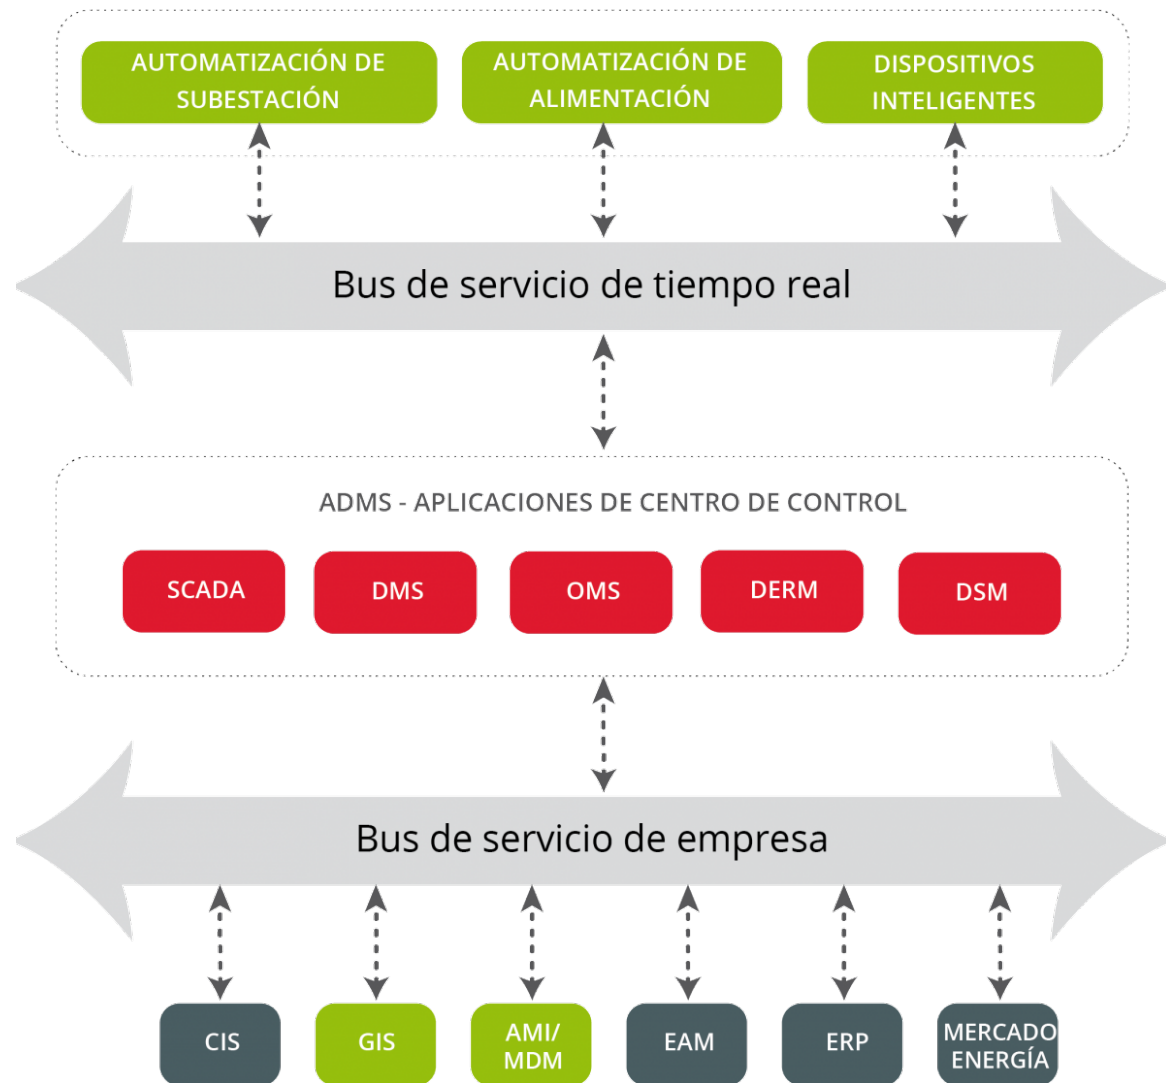 AUTOMATIZACIÓN DE
SUBESTACIÓN
AUTOMATIZACIÓN DE
ALIMENTACIÓN
DISPOSITIVOS
INTELIGENTES
Bus de servicio de tiempo real
ADMS - APLICACIONES DE CENTRO DE CONTROL
SCADA
DMS
OMS
DERM
DSM
Bus de servicio de empresa
CIS
GIS
AMI/
MDM
EAM
ERP
MERCADO
ENERGÍA